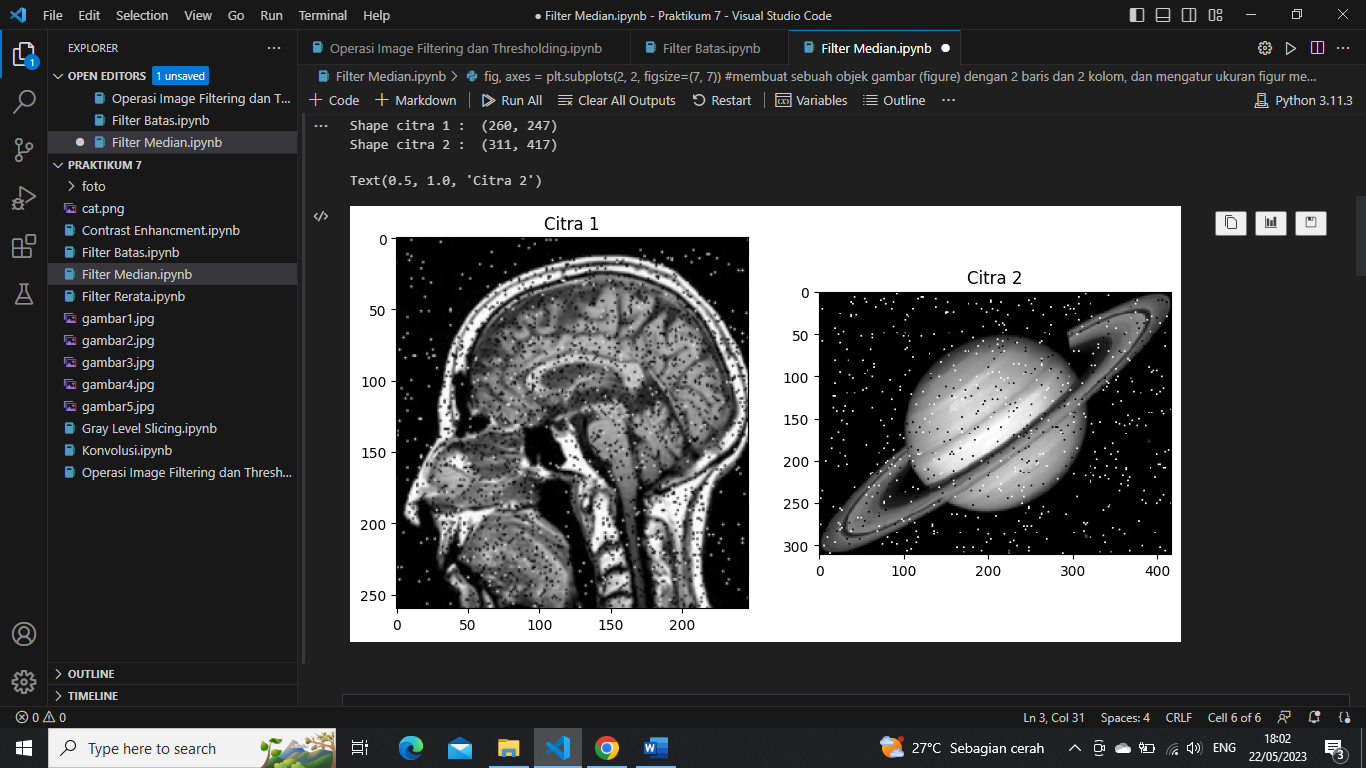 File Edit Selection View Go Run Terminal Help
● Filter Median.ipynb - Praktikum 7 - Visual Studio Code
EXPLORER
OPEN EDITORS 1 unsaved
Operasi Image Filtering dan T...
Filter Batas.ipynb
Filter Median.ipynb
PRAKTIKUM 7
foto
cat.png
Contrast Enhancment.ipynb
Filter Batas.ipynb
Filter Median.ipynb
Filter Rerata.ipynb
gambar1.jpg
gambar2.jpg
gambar3.jpg
gambar4.jpg
gambar5.jpg
Gray Level Slicing.ipynb
Konvolusi.ipynb
Operasi Image Filtering dan Thresh...
OUTLINE
TIMELINE
1
Operasi Image Filtering dan Thresholding.ipynb
Filter Batas.ipynb
Filter Median.ipynb
Filter Median.ipynb > fig, axes = plt.subplots(2, 2, figsize=(7, 7)) #membuat sebuah objek gambar (figure) dengan 2 baris dan 2 kolom, dan mengatur ukuran figur me...
+ Code + Markdown Run All Clear All Outputs Restart Variables Outline ... Python 3.11.3
... Shape citra 1 : (260, 247)
Shape citra 2 : (311, 417)
Text(0.5, 1.0, 'Citra 2')
Citra 1
0
50
100
150
200
250
0 50 100 150 200
Citra 2
0
50
100
150
200
250
300
0 100 200 300 400
0 0
Ln 3, Col 31 Spaces: 4 CRLF Cell 6 of 6
Type here to search
27°C Sebagian cerah
ENG
18:02
22/05/2023
3